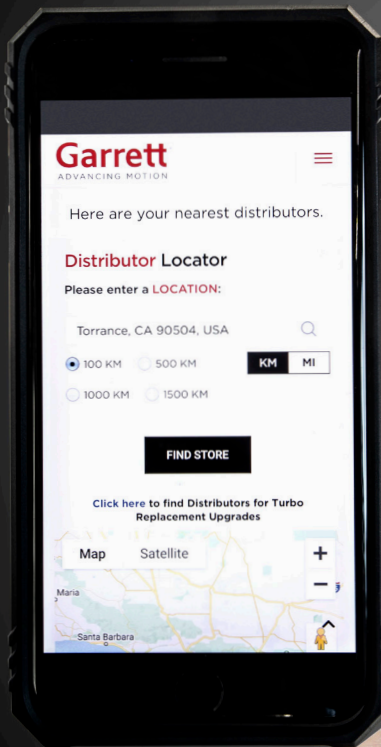 Garrett
ADVANCING MOTION
Here are your nearest distributors.
Distributor Locator
Please enter a LOCATION:
Torrance, CA 90504, USA
100 KM 500 KM KM MI
1000 KM 1500 KM
FIND STORE
Click here to find Distributors for Turbo
Replacement Upgrades
Map Satellite +
Maria −
Santa Barbara